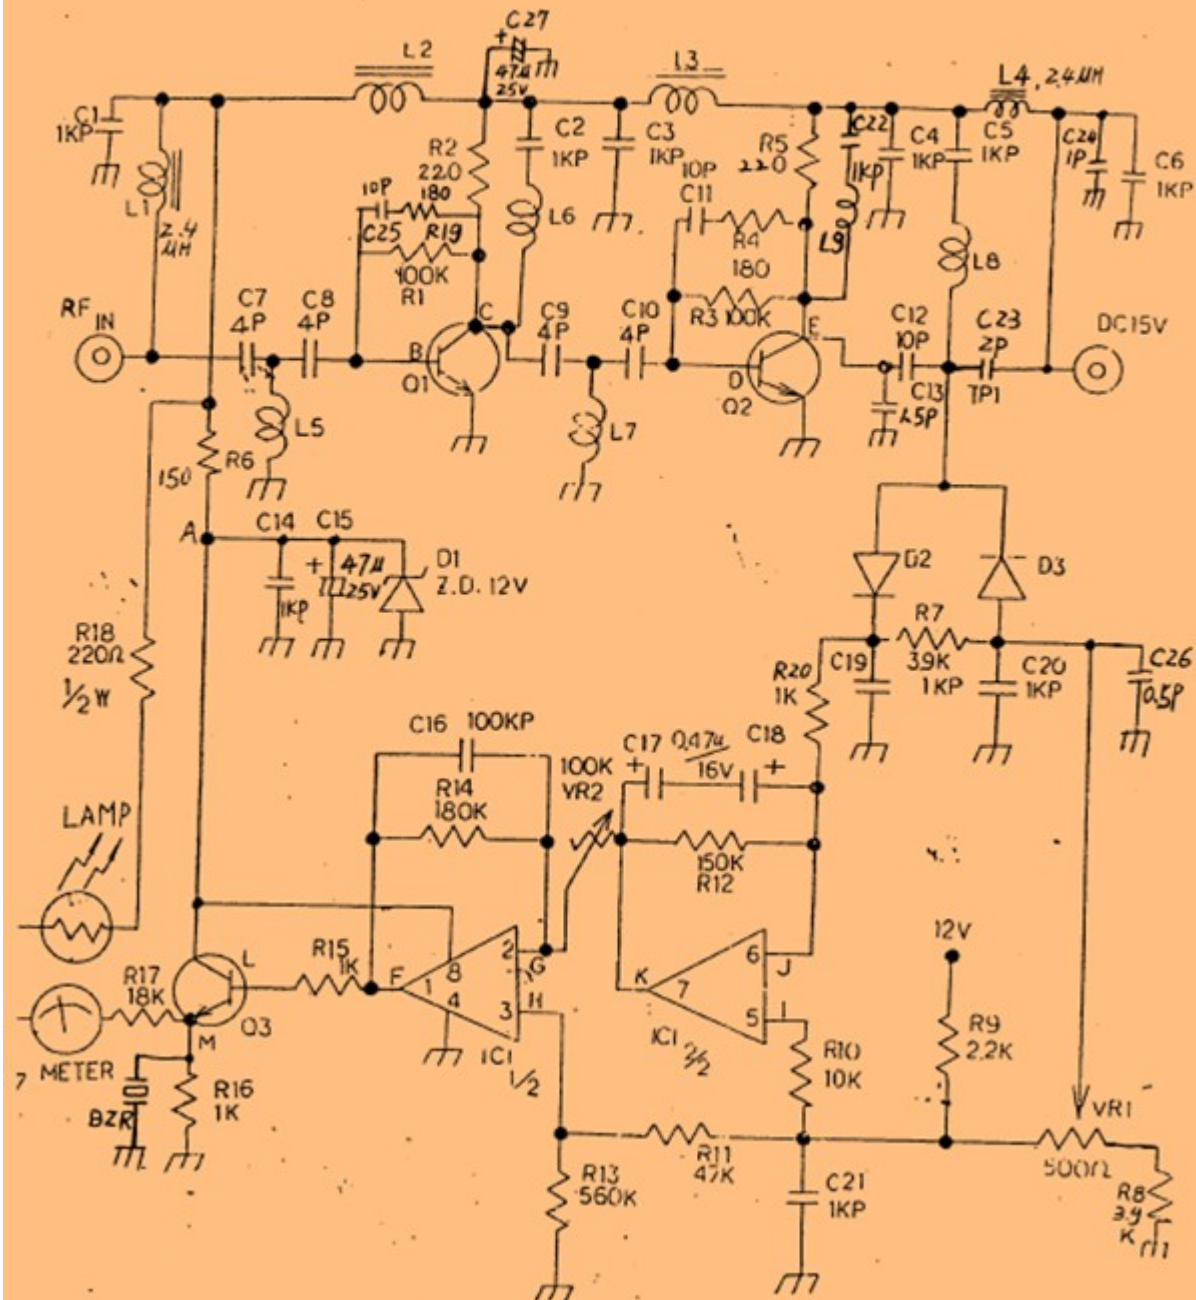 C27
+
47µ
25V
L2
L3
L4, 2.4µH
C1
1KP
R2
220
C2
1KP
C3
1KP
10P
C11
R5
220
C22
1KP
C4
1KP
C5
1KP
C24
1P
C6
1KP
L1
2.4
µH
10P
180
C25
R19
100K
R1
L6
R4
180
R3
100K
L9
L8
RF IN
C7
4P
C8
4P
B
C
Q1
C9
4P
C10
4P
D
E
Q2
C12
10P
C13
1.5P
C23
2P
TP1
DC15V
L5
L7
R6
150
A
C14
1KP
C15
+
47µ
25V
D1
Z.D. 12V
D2
D3
R7
3.9K
C19
1KP
C20
1KP
C26
0.5P
R18
220Ω
1/2 W
R20
1K
C16
100KP
R14
180K
100K
VR2
C17
+
0.47u/16V
C18
+
150K
R12
LAMP
12V
R15
1K
F
1
8
4
2
G
3
H
IC1
1/2
K
7
6
J
5
I
IC1
2/2
R9
2.2K
R10
10K
R17
18K
L
Q3
M
7 METER
BZR
R16
1K
VR1
500Ω
R11
47K
R13
560K
C21
1KP
R8
3.9
K